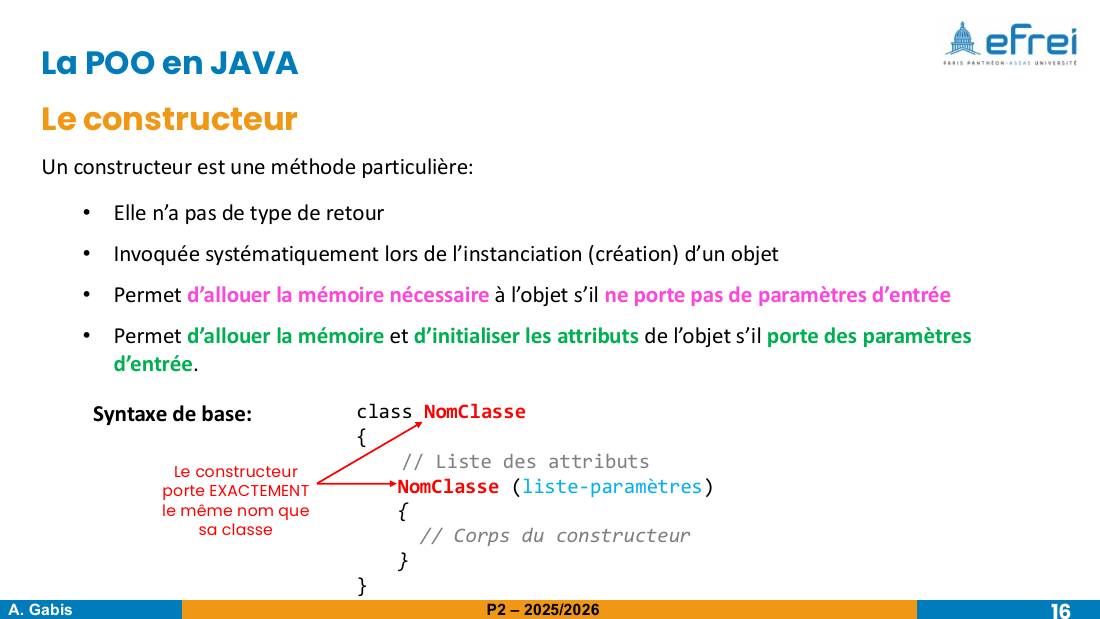 efrei
PARIS PANTHÉON-ASSAS UNIVERSITÉ
La POO en JAVA
Le constructeur
Un constructeur est une méthode particulière:
• Elle n’a pas de type de retour
• Invoquée systématiquement lors de l’instanciation (création) d’un objet
• Permet d’allouer la mémoire nécessaire à l’objet s’il ne porte pas de paramètres d’entrée
• Permet d’allouer la mémoire et d’initialiser les attributs de l’objet s’il porte des paramètres
d’entrée.
Syntaxe de base:
class NomClasse
{
// Liste des attributs
NomClasse (liste-paramètres)
{
// Corps du constructeur
}
}
Le constructeur
porte EXACTEMENT
le même nom que
sa classe
A. Gabis
P2 – 2025/2026
16